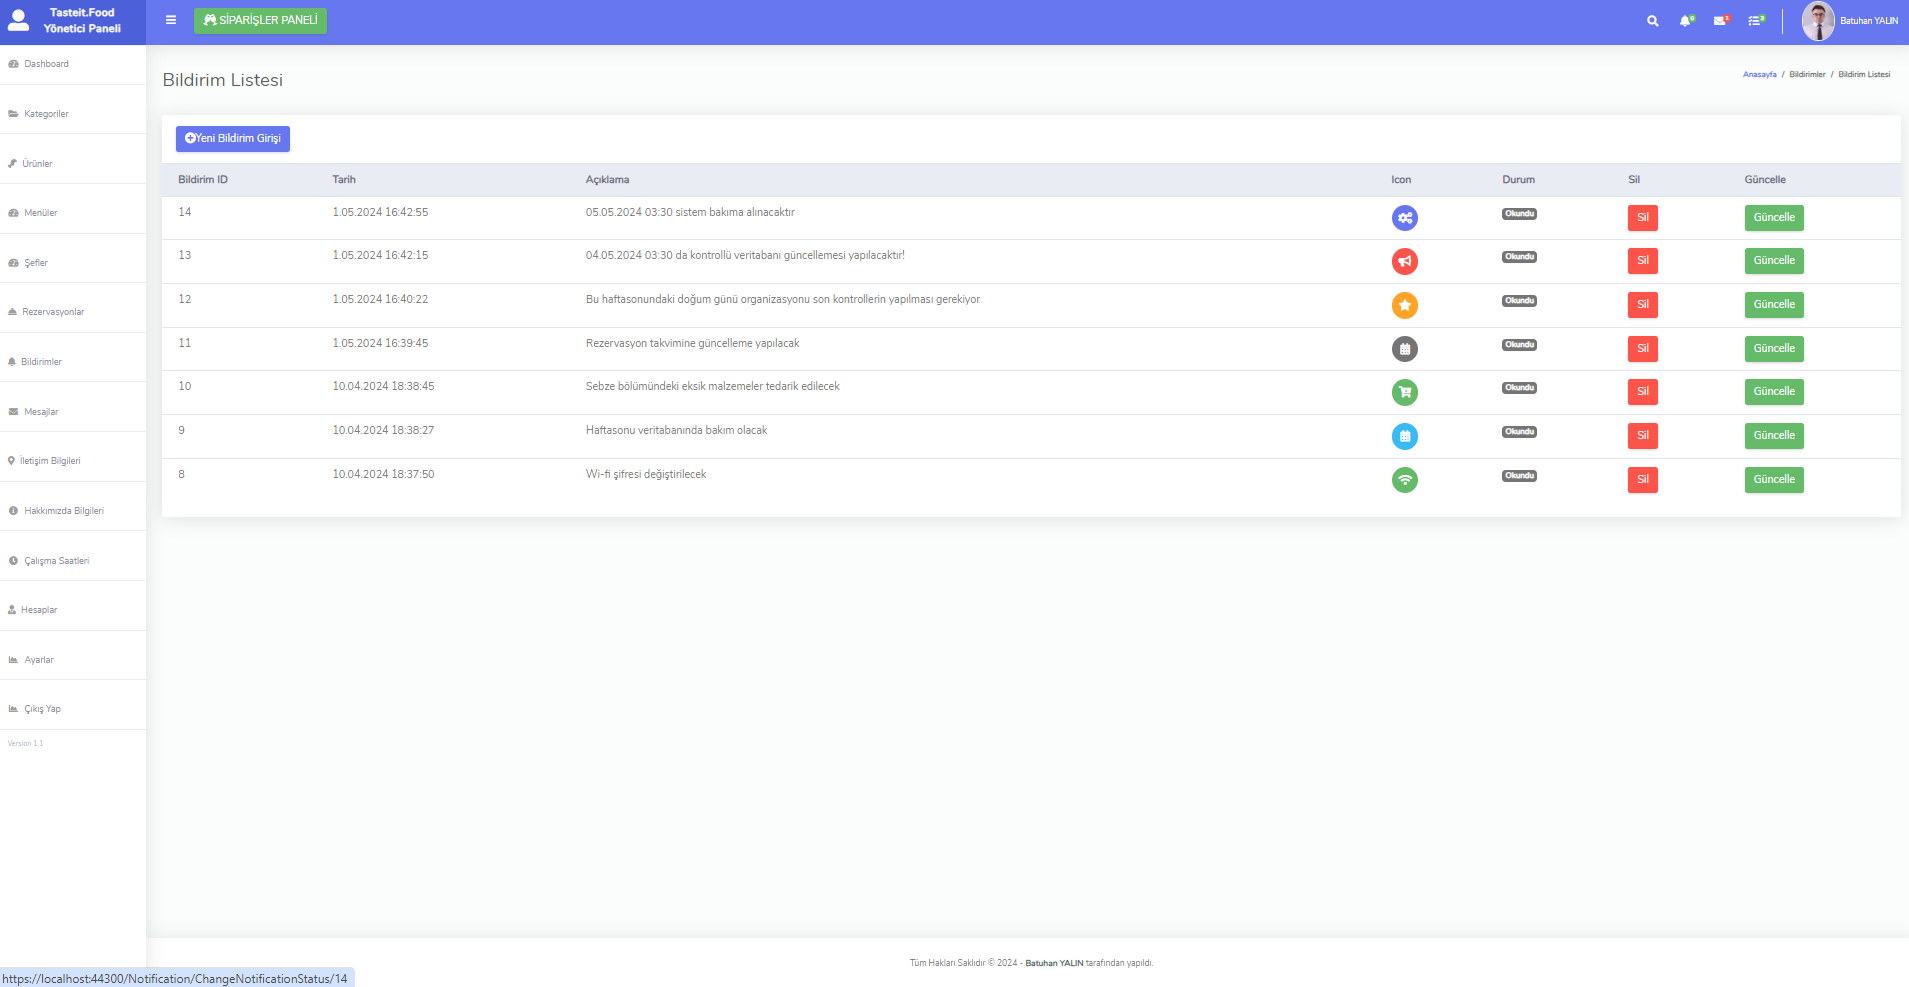 Tasteit.Food
Yönetici Paneli
SİPARİŞLER PANELİ
0
1
3
Batuhan YALIN
Dashboard
Kategoriler
Ürünler
Menüler
Şefler
Rezervasyonlar
Bildirimler
Mesajlar
İletişim Bilgileri
Hakkımızda Bilgileri
Çalışma Saatleri
Hesaplar
Ayarlar
Çıkış Yap
Version 1.1
Bildirim Listesi
Anasayfa / Bildirimler / Bildirim Listesi
Yeni Bildirim Girişi
Bildirim ID Tarih Açıklama Icon Durum Sil Güncelle
14 1.05.2024 16:42:55 05.05.2024 03:30 sistem bakıma alınacaktır Okundu Sil Güncelle
13 1.05.2024 16:42:15 04.05.2024 03:30 da kontrollü veritabanı güncellemesi yapılacaktır! Okundu Sil Güncelle
12 1.05.2024 16:40:22 Bu haftasonundaki doğum günü organizasyonu son kontrollerin yapılması gerekiyor Okundu Sil Güncelle
11 1.05.2024 16:39:45 Rezervasyon takvimine güncelleme yapılacak Okundu Sil Güncelle
10 10.04.2024 18:38:45 Sebze bölümündeki eksik malzemeler tedarik edilecek Okundu Sil Güncelle
9 10.04.2024 18:38:27 Haftasonu veritabanında bakım olacak Okundu Sil Güncelle
8 10.04.2024 18:37:50 Wi-fi şifresi değiştirilecek Okundu Sil Güncelle
Tüm Hakları Saklıdır © 2024 - Batuhan YALIN tarafından yapıldı.
https://localhost:44300/Notification/ChangeNotificationStatus/14